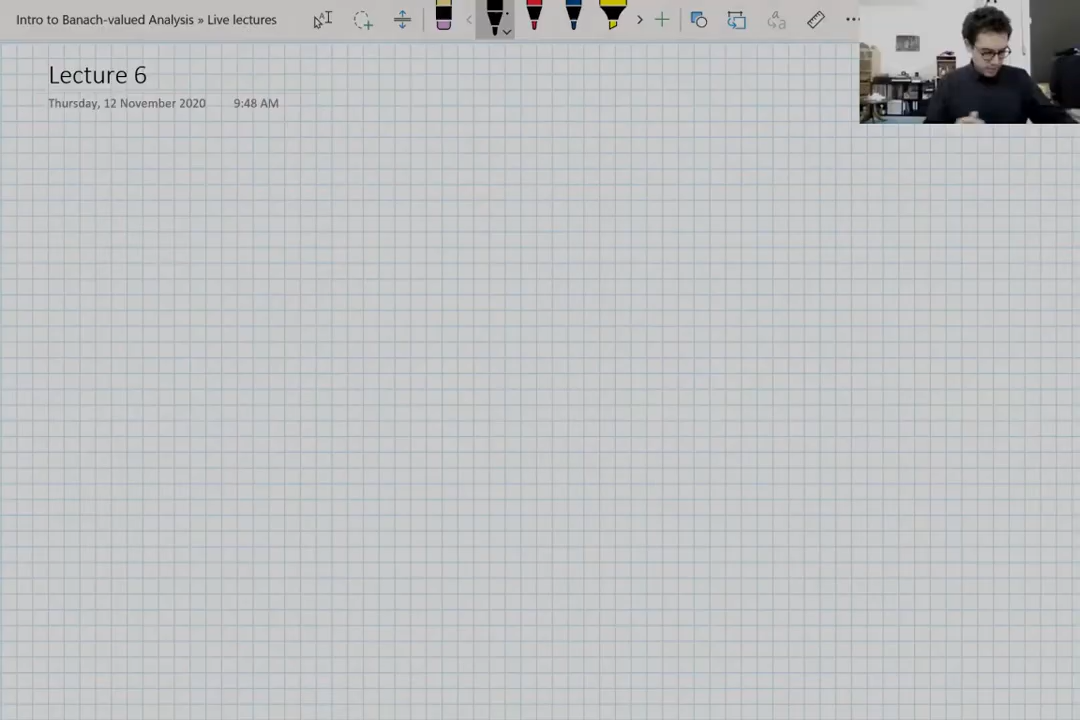 Intro to Banach-valued Analysis » Live lectures
Lecture 6
Thursday, 12 November 2020 9:48 AM